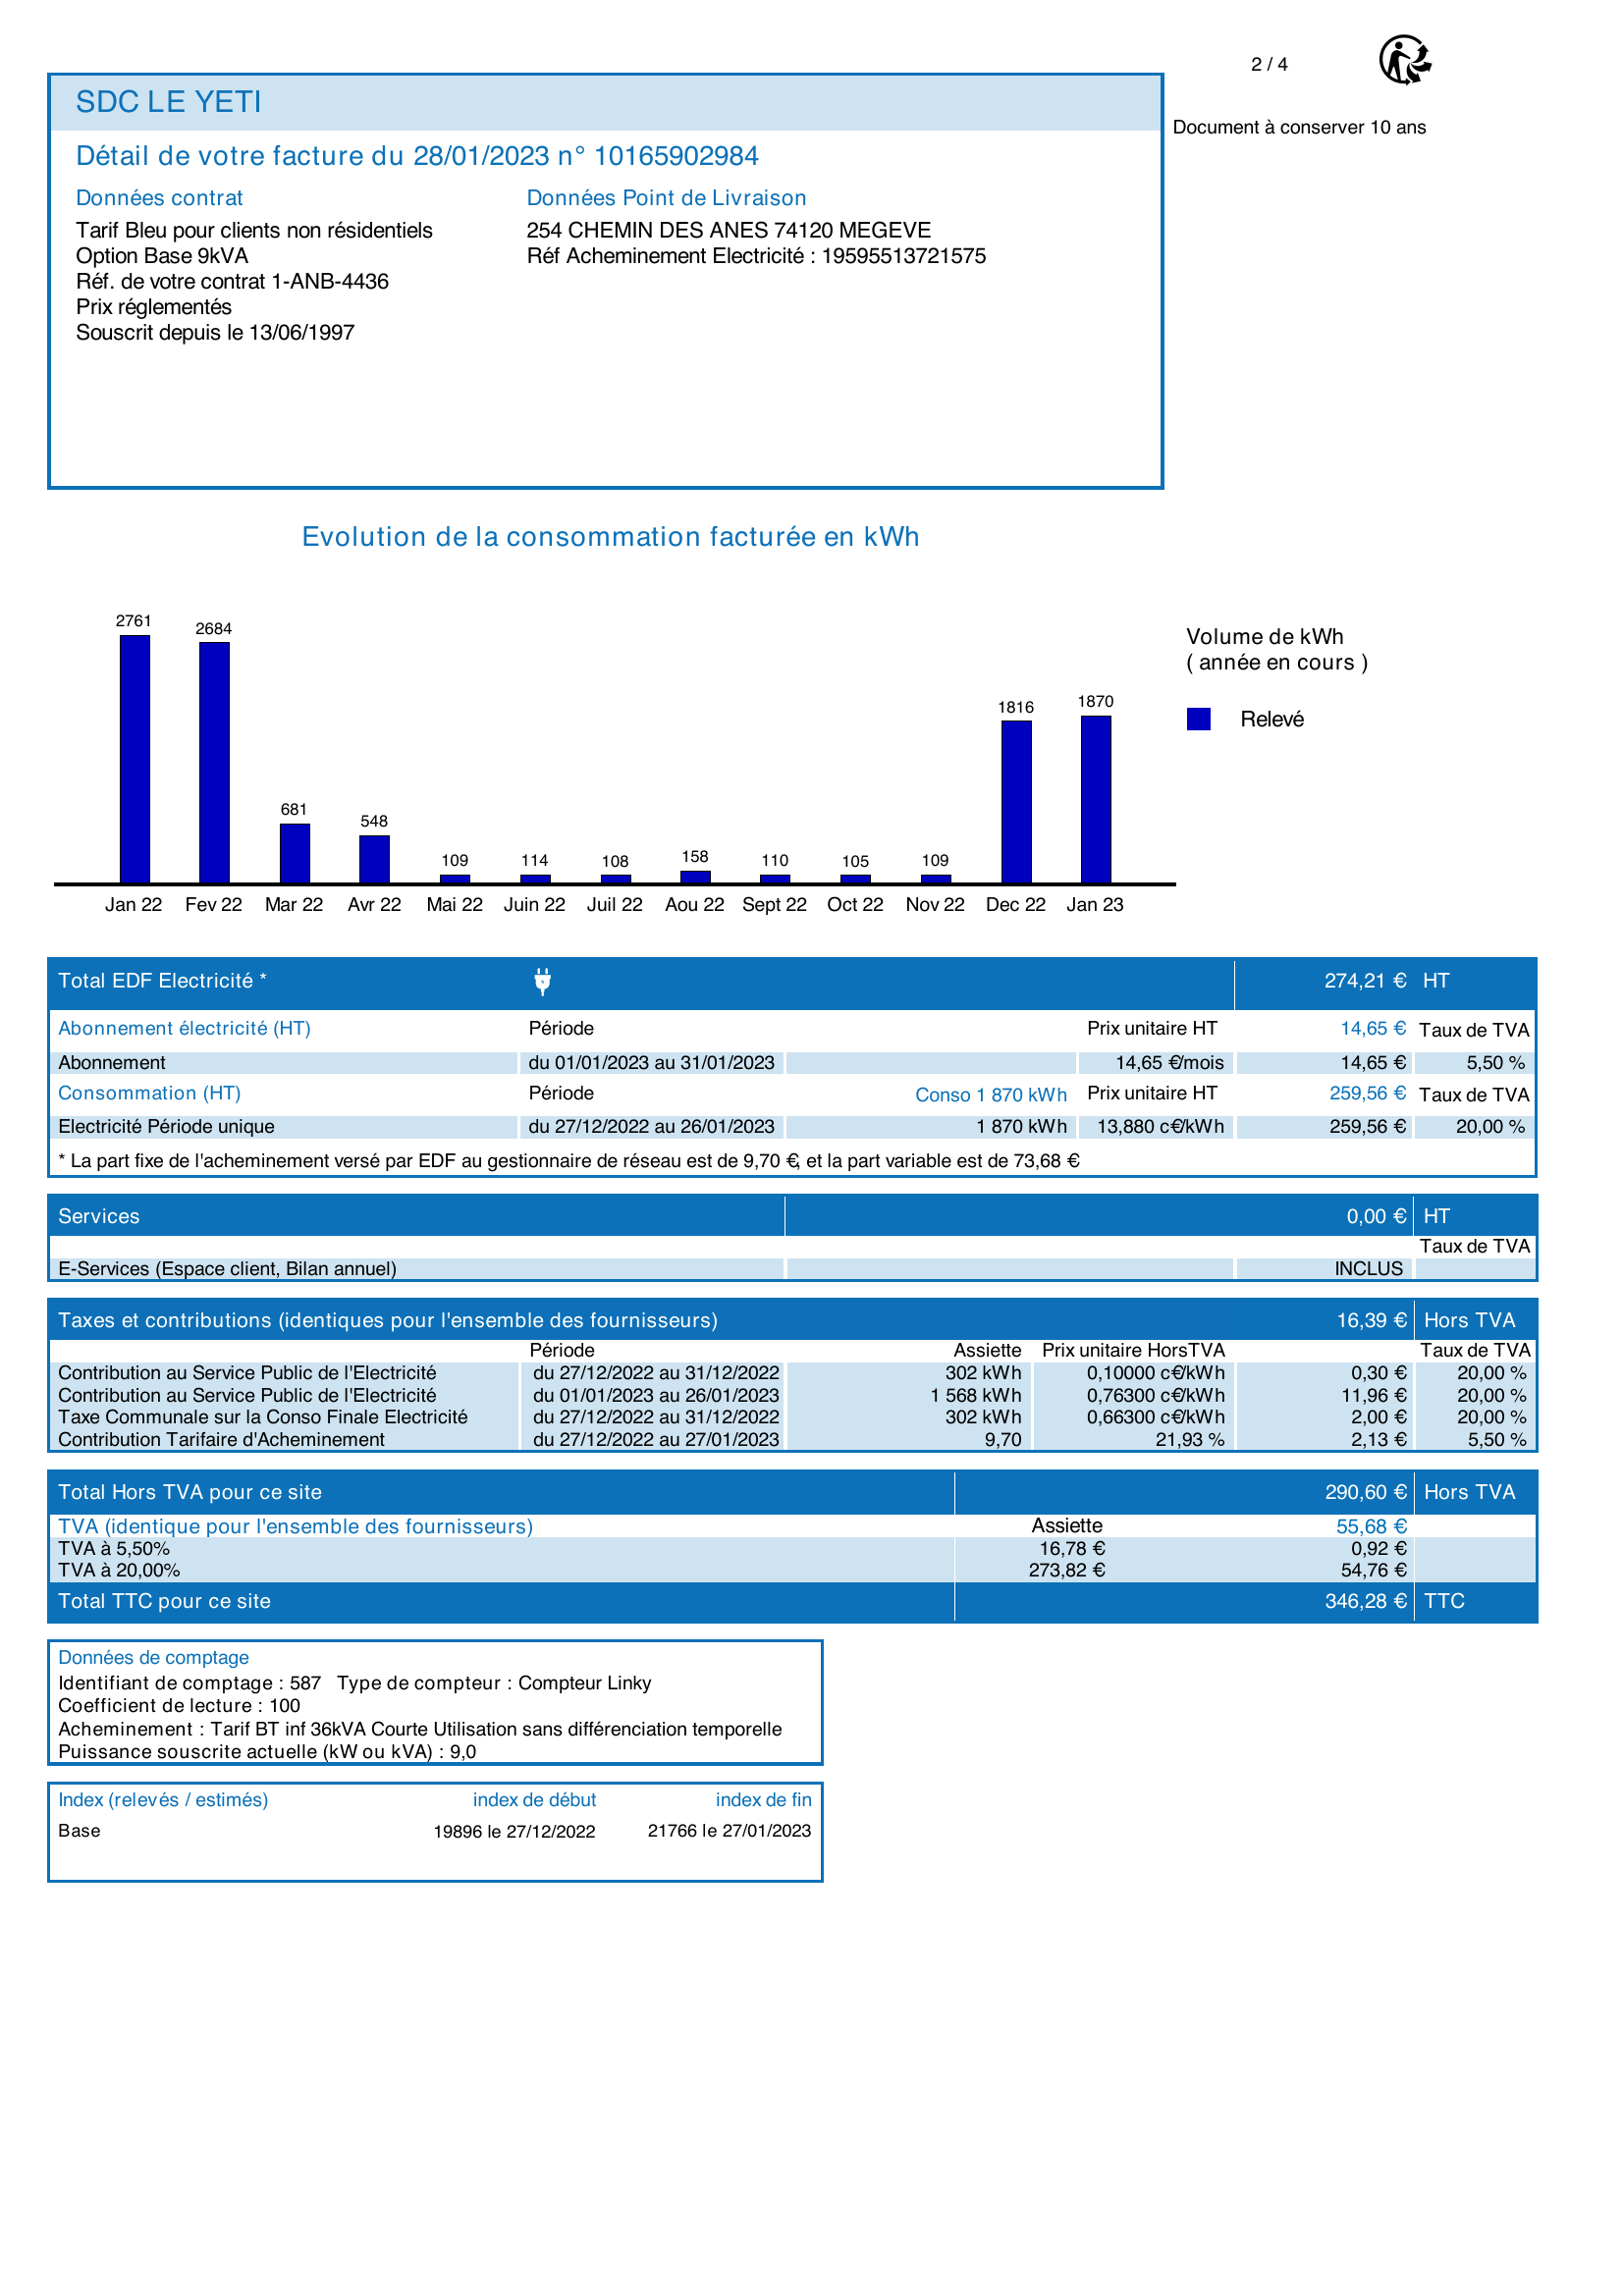 2 / 4
Document à conserver 10 ans
SDC LE YETI
Détail de votre facture du 28/01/2023 n° 10165902984
Données contrat Données Point de Livraison
Tarif Bleu pour clients non résidentiels 254 CHEMIN DES ANES 74120 MEGEVE
Option Base 9kVA Réf Acheminement Electricité : 19595513721575
Réf. de votre contrat 1-ANB-4436
Prix réglementés
Souscrit depuis le 13/06/1997
Evolution de la consommation facturée en kWh
2761 2684 681 548 109 114 108 158 110 105 109 1816 1870
Jan 22 Fev 22 Mar 22 Avr 22 Mai 22 Juin 22 Juil 22 Aou 22 Sept 22 Oct 22 Nov 22 Dec 22 Jan 23
Volume de kWh
( année en cours )
Relevé
Total EDF Electricité * 274,21 € HT
Abonnement électricité (HT) Période Prix unitaire HT 14,65 € Taux de TVA
Abonnement du 01/01/2023 au 31/01/2023 14,65 €/mois 14,65 € 5,50 %
Consommation (HT) Période Conso 1 870 kWh Prix unitaire HT 259,56 € Taux de TVA
Electricité Période unique du 27/12/2022 au 26/01/2023 1 870 kWh 13,880 c€/kWh 259,56 € 20,00 %
* La part fixe de l'acheminement versé par EDF au gestionnaire de réseau est de 9,70 €, et la part variable est de 73,68 €
Services 0,00 € HT
Taux de TVA
E-Services (Espace client, Bilan annuel) INCLUS
Taxes et contributions (identiques pour l'ensemble des fournisseurs) 16,39 € Hors TVA
Période Assiette Prix unitaire HorsTVA Taux de TVA
Contribution au Service Public de l'Electricité du 27/12/2022 au 31/12/2022 302 kWh 0,10000 c€/kWh 0,30 € 20,00 %
Contribution au Service Public de l'Electricité du 01/01/2023 au 26/01/2023 1 568 kWh 0,76300 c€/kWh 11,96 € 20,00 %
Taxe Communale sur la Conso Finale Electricité du 27/12/2022 au 31/12/2022 302 kWh 0,66300 c€/kWh 2,00 € 20,00 %
Contribution Tarifaire d'Acheminement du 27/12/2022 au 27/01/2023 9,70 21,93 % 2,13 € 5,50 %
Total Hors TVA pour ce site 290,60 € Hors TVA
TVA (identique pour l'ensemble des fournisseurs) Assiette 55,68 €
TVA à 5,50% 16,78 € 0,92 €
TVA à 20,00% 273,82 € 54,76 €
Total TTC pour ce site 346,28 € TTC
Données de comptage
Identifiant de comptage : 587 Type de compteur : Compteur Linky
Coefficient de lecture : 100
Acheminement : Tarif BT inf 36kVA Courte Utilisation sans différenciation temporelle
Puissance souscrite actuelle (kW ou kVA) : 9,0
Index (relevés / estimés) index de début index de fin
Base 19896 le 27/12/2022 21766 le 27/01/2023